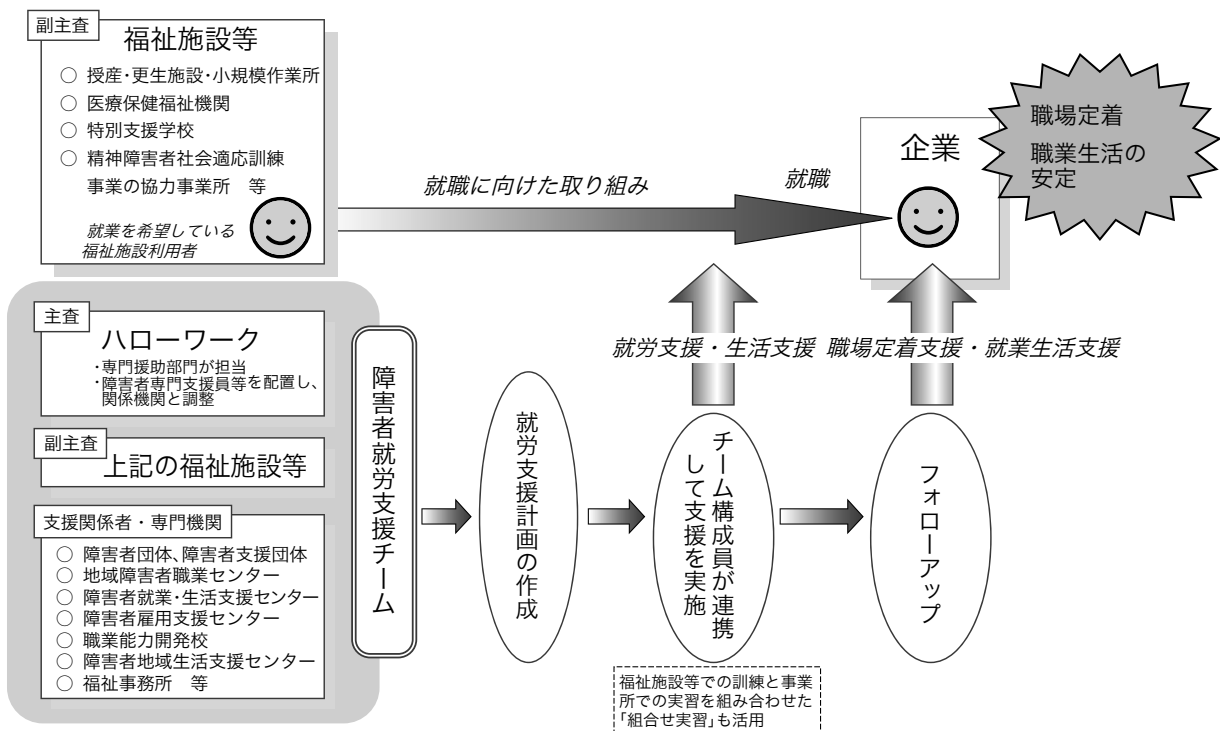 副主査
福祉施設等
○ 授産・更生施設・小規模作業所
○ 医療保健福祉機関
○ 特別支援学校
○ 精神障害者社会適応訓練
事業の協力事業所　等
就業を希望している
福祉施設利用者
就職に向けた取り組み
就職
企業
職場定着
職業生活の
安定
主査
ハローワーク
・専門援助部門が担当
・障害者専門支援員等を配置し、
関係機関と調整
副主査
上記の福祉施設等
支援関係者・専門機関
○ 障害者団体、障害者支援団体
○ 地域障害者職業センター
○ 障害者就業・生活支援センター
○ 障害者雇用支援センター
○ 職業能力開発校
○ 障害者地域生活支援センター
○ 福祉事務所　等
障害者就労支援チーム
就労支援計画の作成
就労支援・生活支援
チーム構成員が連携
して支援を実施
福祉施設等での訓練と事業
所での実習を組み合わせた
「組合せ実習」も活用
職場定着支援・就業生活支援
フォローアップ